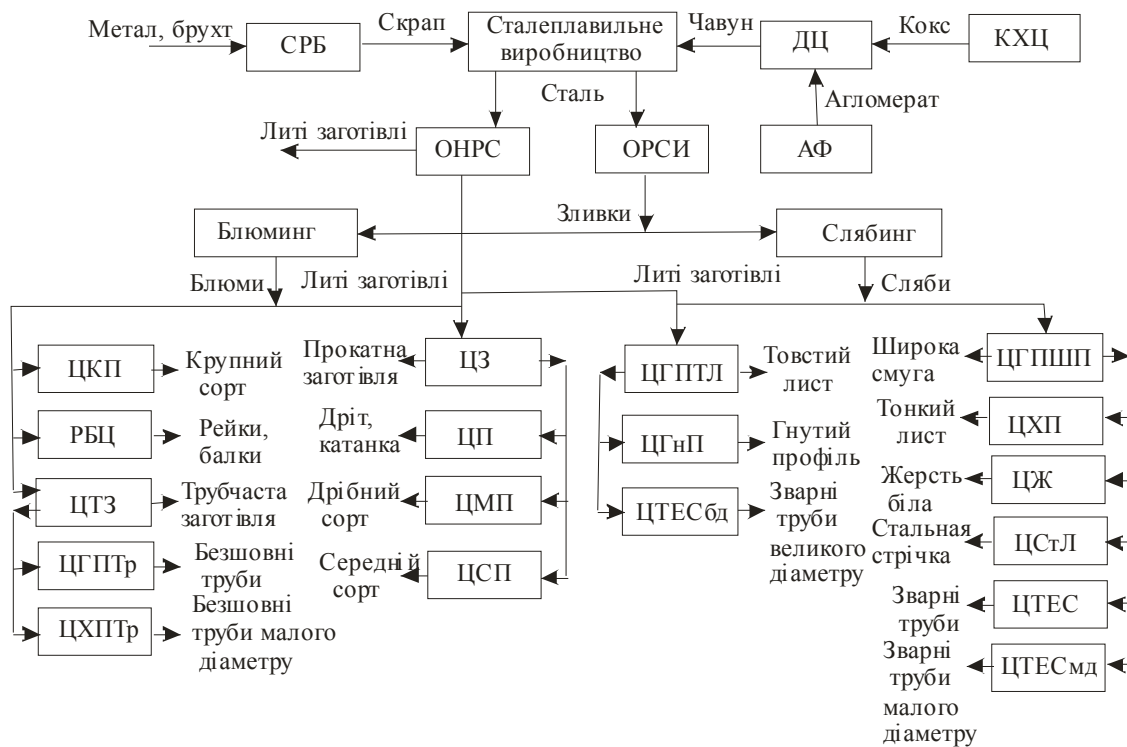 Метал, брухт
СРБ
Скрап
Сталеплавильне
виробництво
Чавун
ДЦ
Кокс
КХЦ
Сталь
Агломерат
Литі заготівлі
ОНРС
ОРСИ
АФ
Зливки
Блюминг
Слябинг
Блюми
Литі заготівлі
Литі заготівлі
Сляби
ЦКП
Крупний
сорт
РБЦ
Рейки,
балки
ЦТЗ
Трубчаста
заготівля
ЦГПТр
Безшовні
труби
ЦХПТр
Безшовні
труби малого
діаметру
Прокатна
заготівля
ЦЗ
Дріт,
катанка
ЦП
Дрібний
сорт
ЦМП
Середній
сорт
ЦСП
ЦГПТЛ
Товстий
лист
ЦГнП
Гнутий
профіль
ЦТЕСбд
Зварні
труби
великого
діаметру
Широка
смуга
ЦГПШП
Тонкий
лист
ЦХП
Жерсть
біла
ЦЖ
Стальная
стрічка
ЦСтЛ
Зварні
труби
ЦТЕС
Зварні
труби
малого
діаметру
ЦТЕСмд